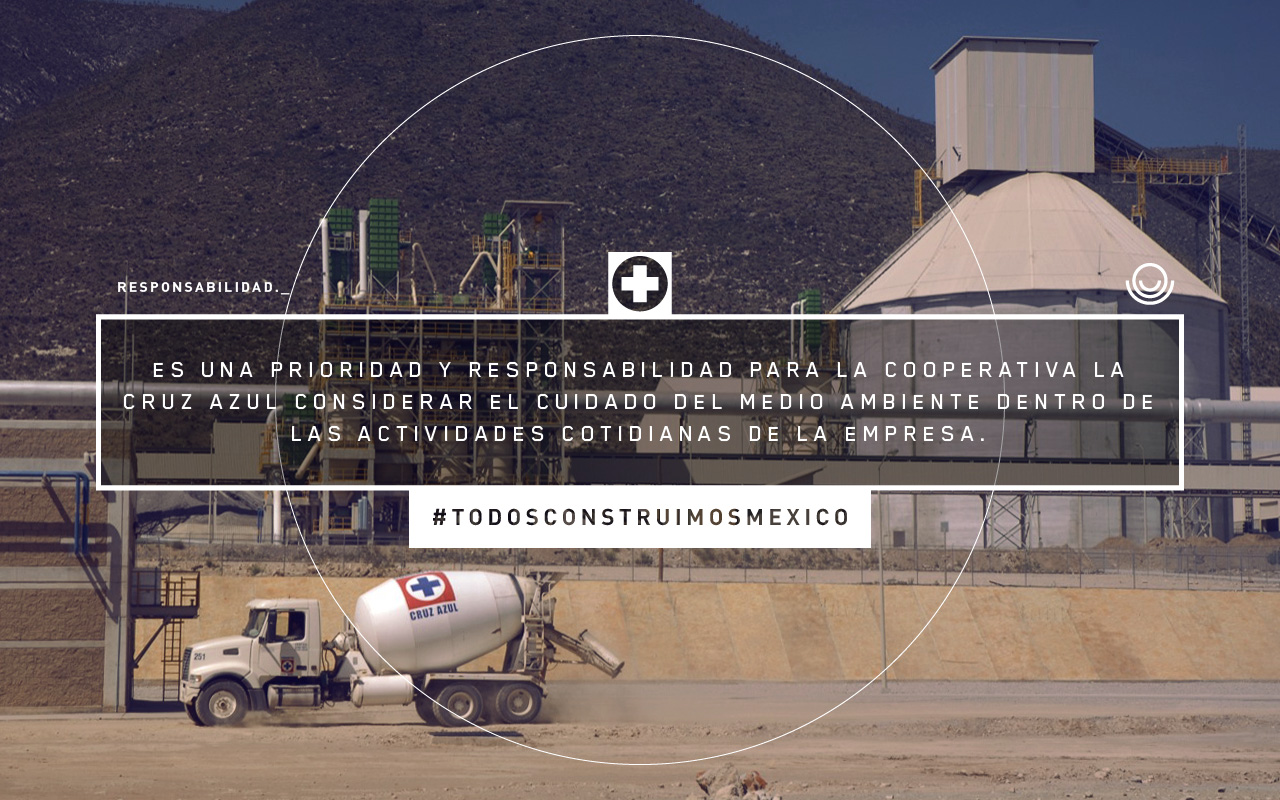 RESPONSABILIDAD._
ES UNA PRIORIDAD Y RESPONSABILIDAD PARA LA COOPERATIVA LA
CRUZ AZUL CONSIDERAR EL CUIDADO DEL MEDIO AMBIENTE DENTRO DE
LAS ACTIVIDADES COTIDIANAS DE LA EMPRESA.
#TODOSCONSTRUIMOSMEXICO
CRUZ AZUL
251